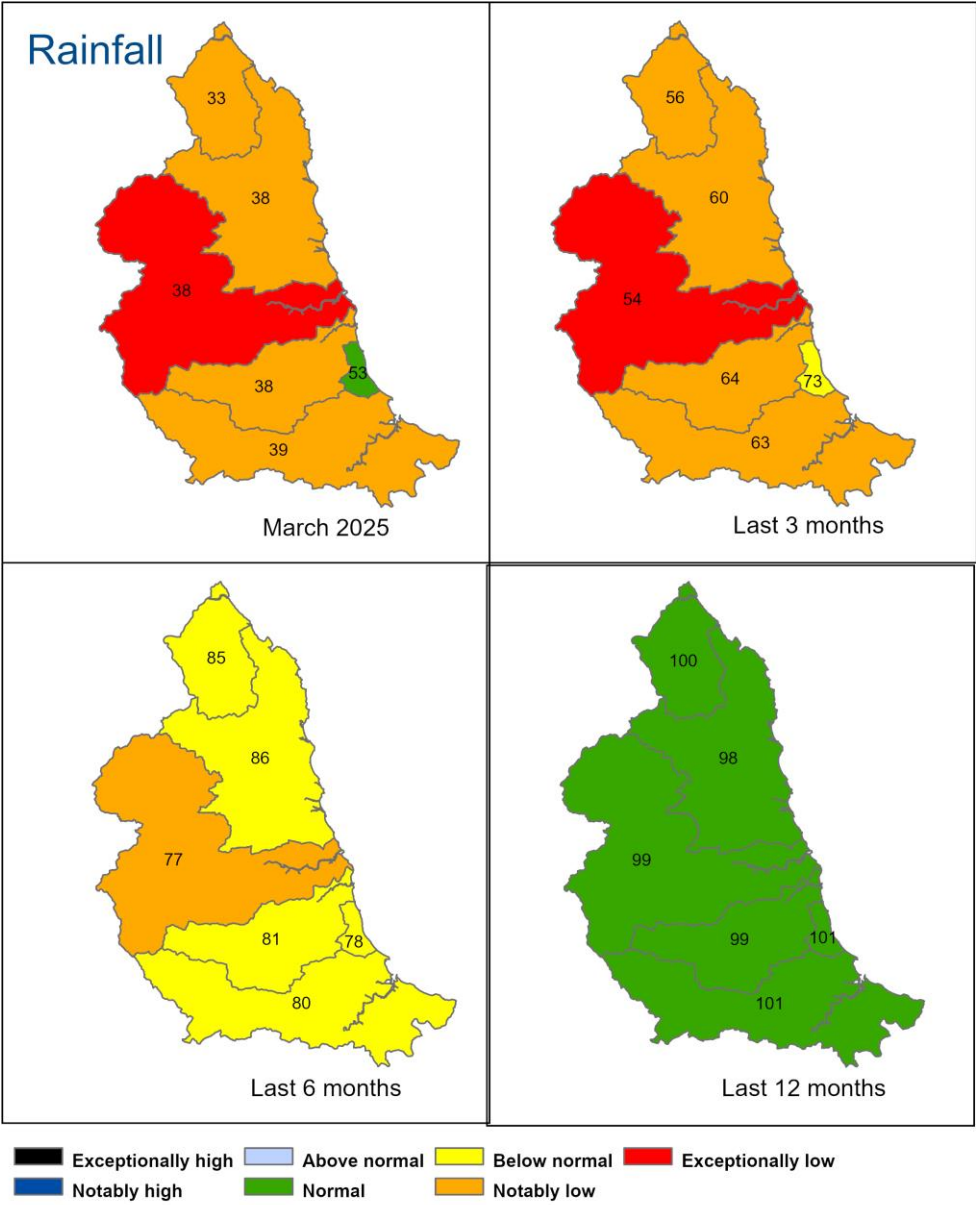 Rainfall
33
38
38
53
38
39
March 2025
56
60
54
73
64
63
Last 3 months
85
86
77
81
78
80
Last 6 months
100
98
99
99
101
101
Last 12 months
Exceptionally high
Above normal
Below normal
Exceptionally low
Notably high
Normal
Notably low